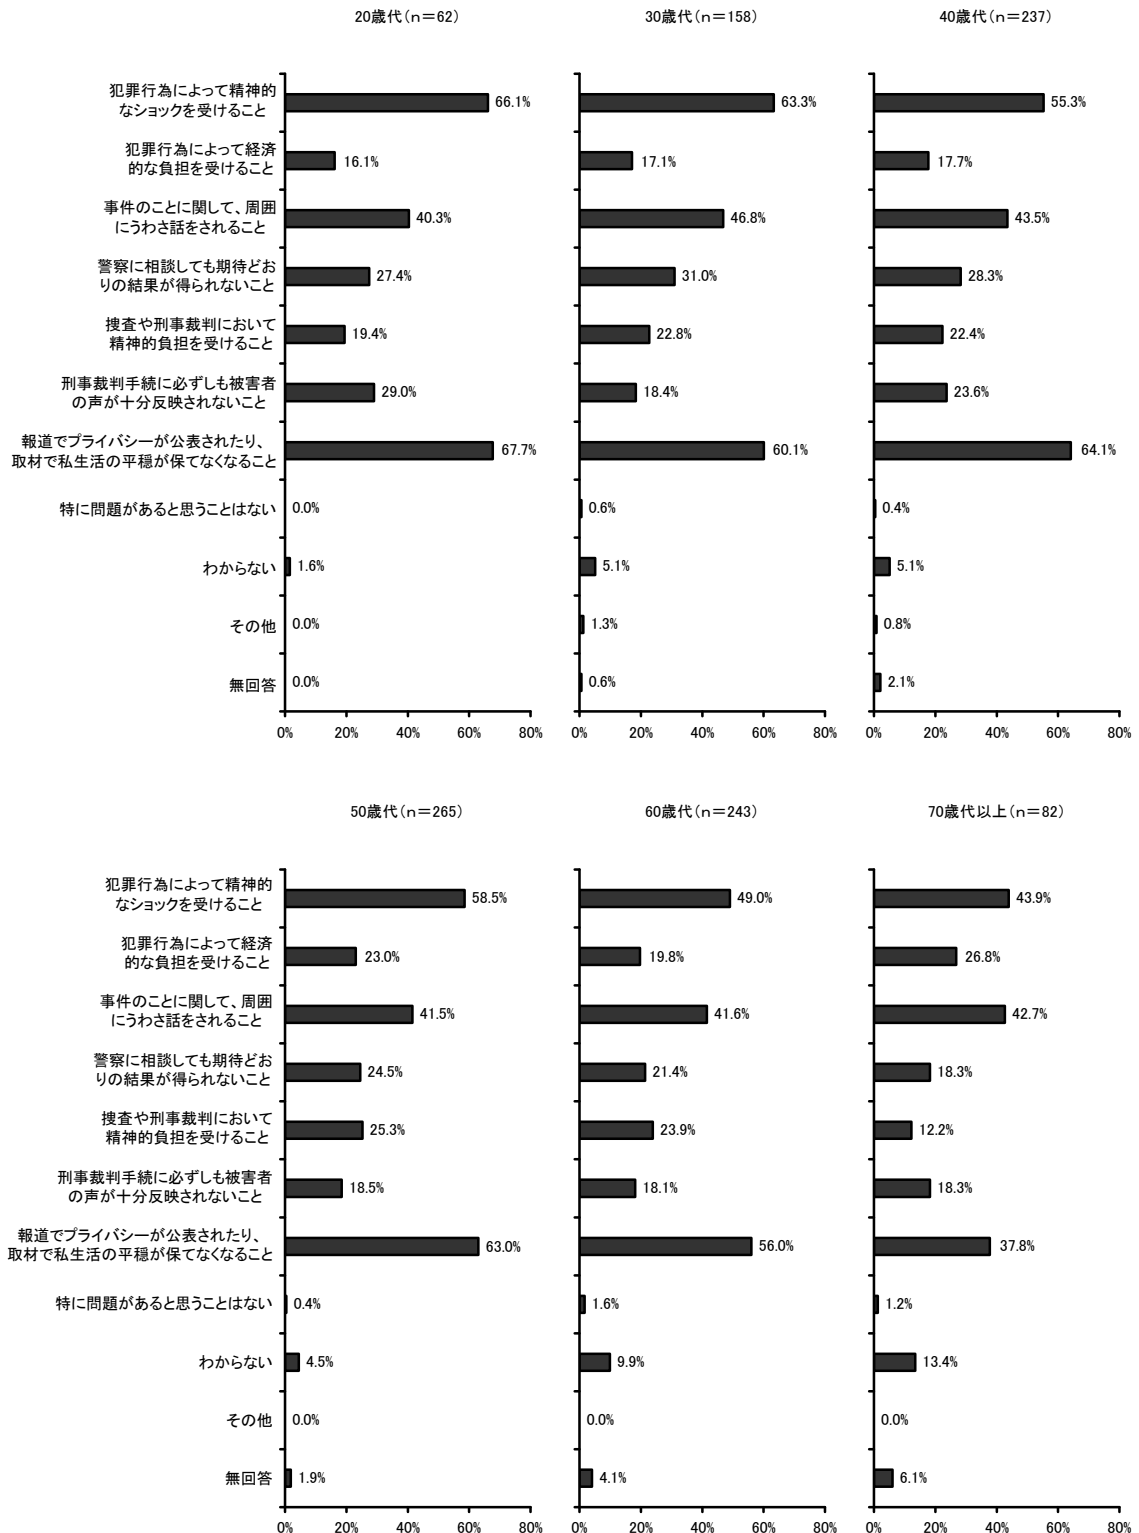 20歳代(n=62)
30歳代(n=158)
40歳代(n=237)
犯罪行為によって精神的
なショックを受けること
66.1%
63.3%
55.3%
犯罪行為によって経済
的な負担を受けること
16.1%
17.1%
17.7%
事件のことに関して、周囲
にうわさ話をされること
40.3%
46.8%
43.5%
警察に相談しても期待どお
りの結果が得られないこと
27.4%
31.0%
28.3%
捜査や刑事裁判において
精神的負担を受けること
19.4%
22.8%
22.4%
刑事裁判手続に必ずしも被害者
の声が十分反映されないこと
29.0%
18.4%
23.6%
報道でプライバシーが公表されたり、
取材で私生活の平穏が保てなくなること
67.7%
60.1%
64.1%
特に問題があると思うことはない
0.0%
0.6%
0.4%
わからない
1.6%
5.1%
5.1%
その他
0.0%
1.3%
0.8%
無回答
0.0%
0.6%
2.1%
0% 20% 40% 60% 80%
0% 20% 40% 60% 80%
0% 20% 40% 60% 80%
50歳代(n=265)
60歳代(n=243)
70歳代以上(n=82)
犯罪行為によって精神的
なショックを受けること
58.5%
49.0%
43.9%
犯罪行為によって経済
的な負担を受けること
23.0%
19.8%
26.8%
事件のことに関して、周囲
にうわさ話をされること
41.5%
41.6%
42.7%
警察に相談しても期待どお
りの結果が得られないこと
24.5%
21.4%
18.3%
捜査や刑事裁判において
精神的負担を受けること
25.3%
23.9%
12.2%
刑事裁判手続に必ずしも被害者
の声が十分反映されないこと
18.5%
18.1%
18.3%
報道でプライバシーが公表されたり、
取材で私生活の平穏が保てなくなること
63.0%
56.0%
37.8%
特に問題があると思うことはない
0.4%
1.6%
1.2%
わからない
4.5%
9.9%
13.4%
その他
0.0%
0.0%
0.0%
無回答
1.9%
4.1%
6.1%
0% 20% 40% 60% 80%
0% 20% 40% 60% 80%
0% 20% 40% 60% 80%